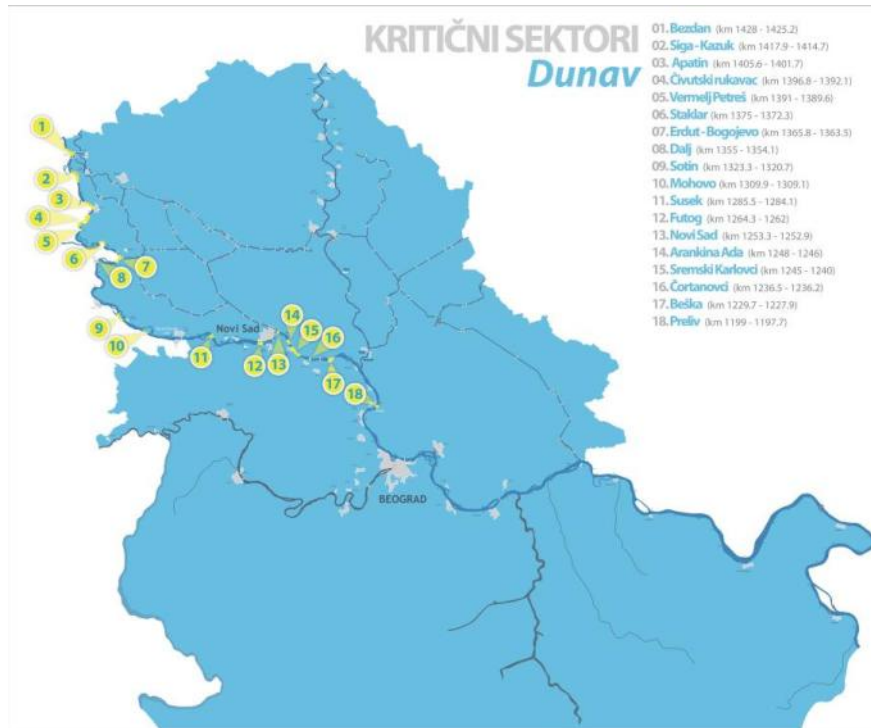 KRITIČNI SEKTORI
Dunav
01. Bezdan (km 1428 - 1425.2)
02. Siga - Kazuk (km 1417.9 - 1414.7)
03. Apatin (km 1405.6 - 1401.7)
04. Čivutski rukavac (km 1396.8 - 1392.1)
05. Vermelj Petreš (km 1391 - 1389.6)
06. Staklar (km 1375 - 1372.3)
07. Erdut - Bogojevo (km 1365.8 - 1363.5)
08. Dalj (km 1355 - 1354.1)
09. Sotin (km 1323.3 - 1320.7)
10. Mohovo (km 1309.9 - 1309.1)
11. Susek (km 1285.5 - 1284.1)
12. Futog (km 1264.3 - 1262)
13. Novi Sad (km 1253.3 - 1252.9)
14. Arankina Ada (km 1248 - 1246)
15. Sremski Karlovci (km 1245 - 1240)
16. Čortanovci (km 1236.5 - 1236.2)
17. Beška (km 1229.7 - 1227.9)
18. Preliv (km 1199 - 1197.7)
1
2
3
4
5
6
8
7
9
10
11
Novi Sad
12
13
14
15
16
17
18
BEOGRAD